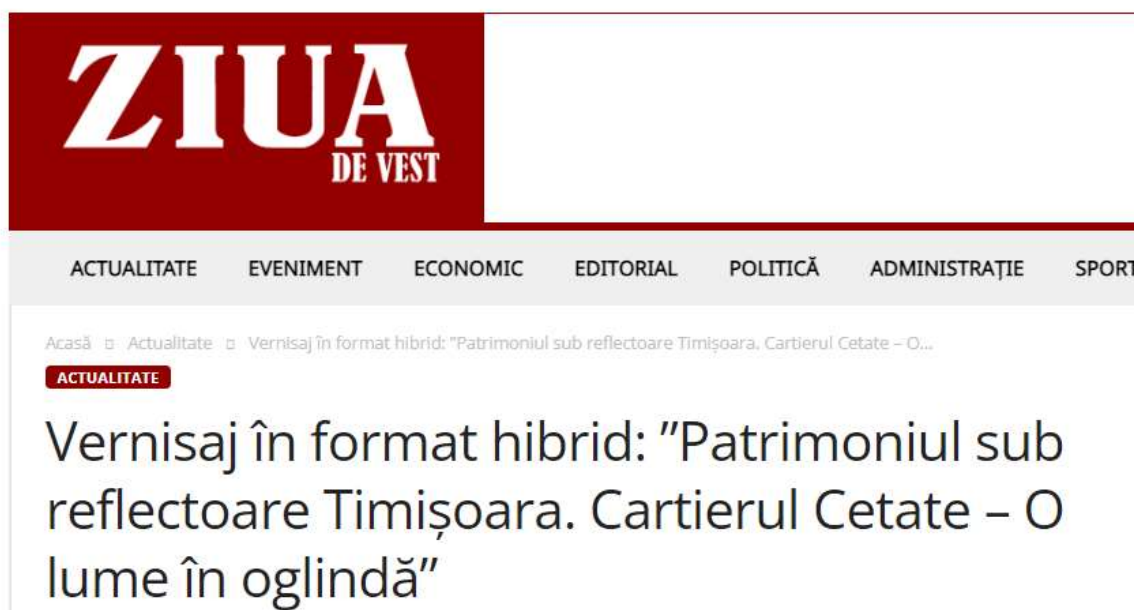 ZIUA
DE VEST
ACTUALITATE EVENIMENT ECONOMIC EDITORIAL POLITICĂ ADMINISTRAȚIE SPORT
Acasă Actualitate Vernisaj în format hibrid: ”Patrimoniul sub reflectoare Timișoara. Cartierul Cetate – O...
ACTUALITATE
Vernisaj în format hibrid: ”Patrimoniul sub
reflectoare Timișoara. Cartierul Cetate – O
lume în oglindă”